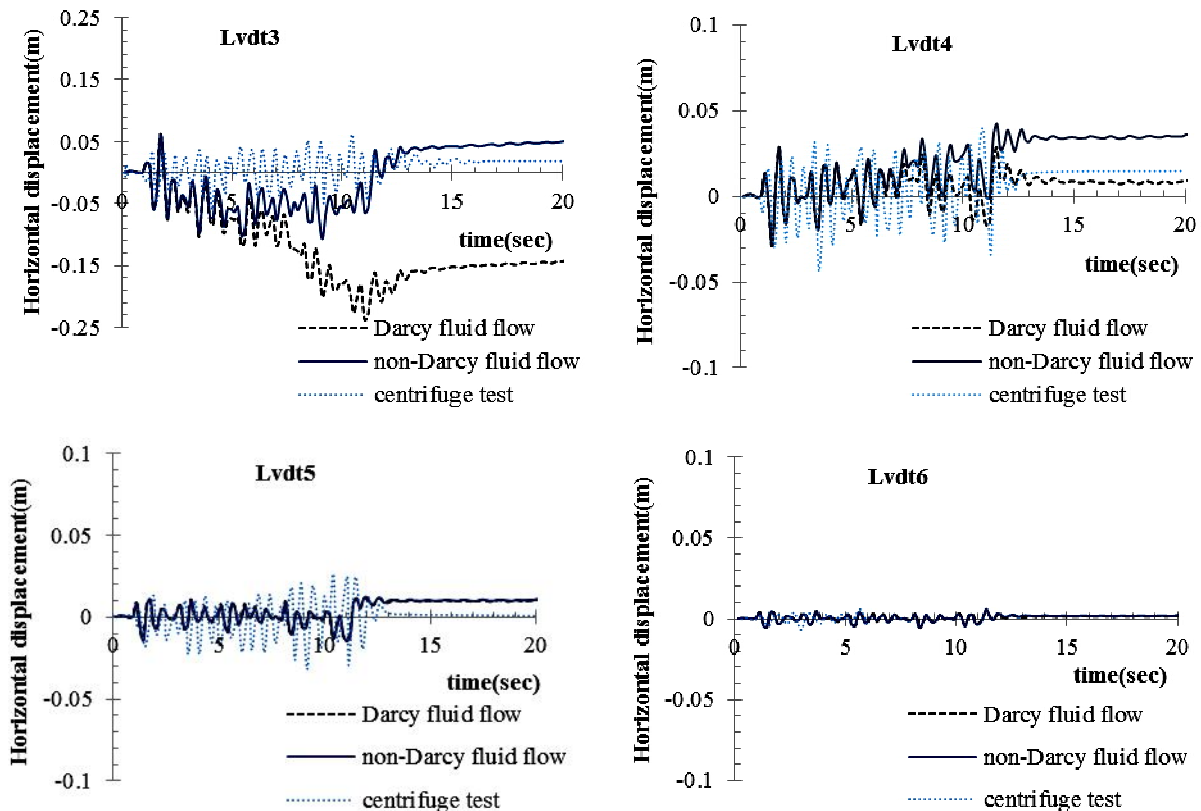 Lvdt3
Horizontal displacement(m)
0.25
0.15
0.05
-0.05
-0.15
-0.25
0
5
10
15
20
time(sec)
Darcy fluid flow
non-Darcy fluid flow
centrifuge test
Lvdt4
Horizontal displacement(m)
0.1
0.05
0
-0.05
-0.1
0
5
10
15
20
time(sec)
Darcy fluid flow
non-Darcy fluid flow
centrifuge test
Lvdt5
Horizontal displacement(m)
0.1
0.05
0
-0.05
-0.1
0
5
10
15
20
time(sec)
Darcy fluid flow
non-Darcy fluid flow
centrifuge test
Lvdt6
Horizontal displacement(m)
0.1
0.05
0
-0.05
-0.1
0
5
10
15
20
time(sec)
Darcy fluid flow
non-Darcy fluid flow
centrifuge test